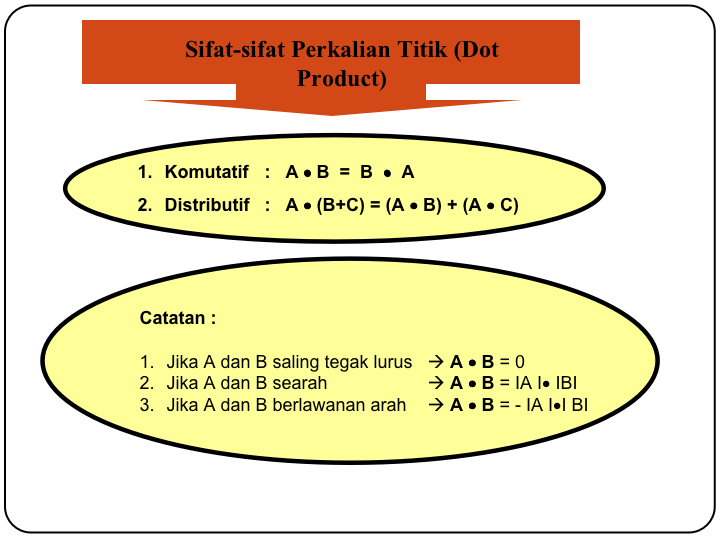 Sifat-sifat Perkalian Titik (Dot
Product)
1. Komutatif : A • B = B • A
2. Distributif : A • (B+C) = (A • B) + (A • C)
Catatan :
1. Jika A dan B saling tegak lurus → A • B = 0
2. Jika A dan B searah → A • B = IA I• IBI
3. Jika A dan B berlawanan arah → A • B = - IA I•I BI